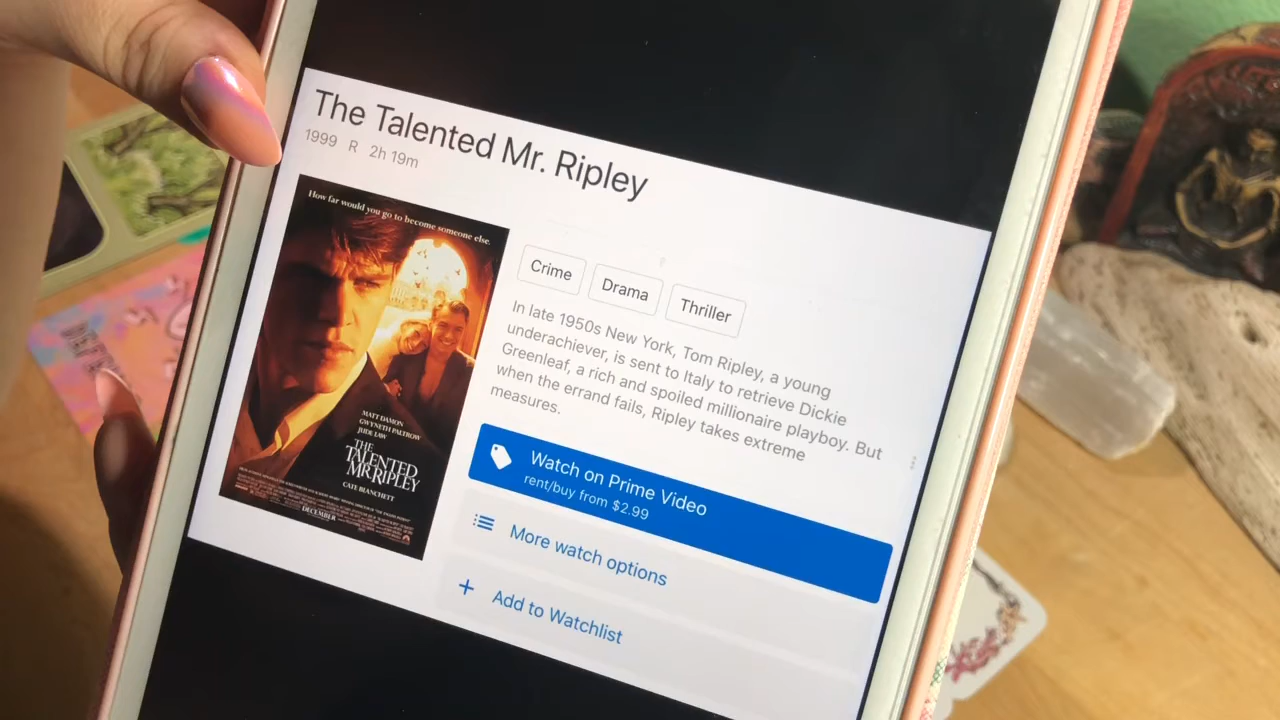 The Talented Mr. Ripley
1999 R 2h 19m
How far would you go to become someone else.
MATT DAMON
GWYNETH PALTROW
JUDE LAW
THE
TALENTED
MR. RIPLEY
CATE BLANCHETT
DECEMBER
Crime
Drama
Thriller
In late 1950s New York, Tom Ripley, a young
underachiever, is sent to Italy to retrieve Dickie
Greenleaf, a rich and spoiled millionaire playboy. But
when the errand fails, Ripley takes extreme
measures.
Watch on Prime Video
rent/buy from $2.99
More watch options
+ Add to Watchlist